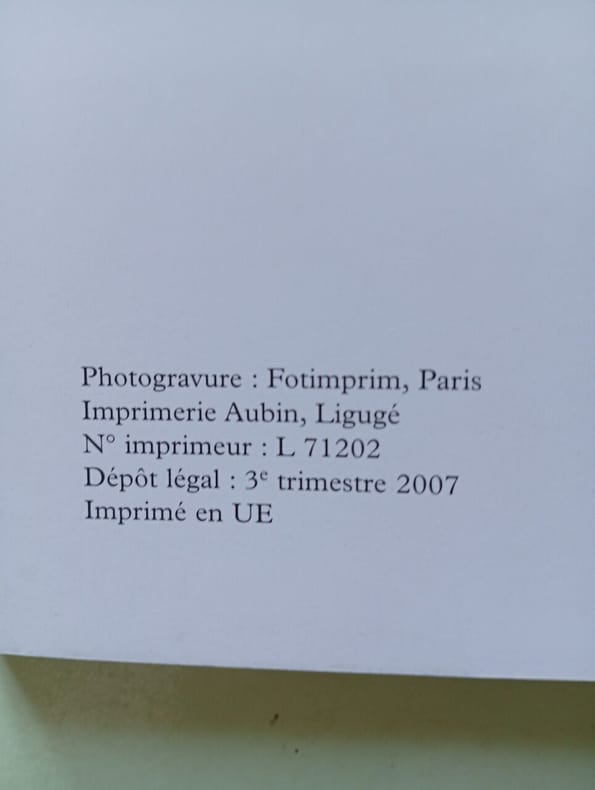 Photogravure : Fotimprim, Paris
Imprimerie Aubin, Ligugé
N° imprimeur : L 71202
Dépôt légal : 3e trimestre 2007
Imprimé en UE